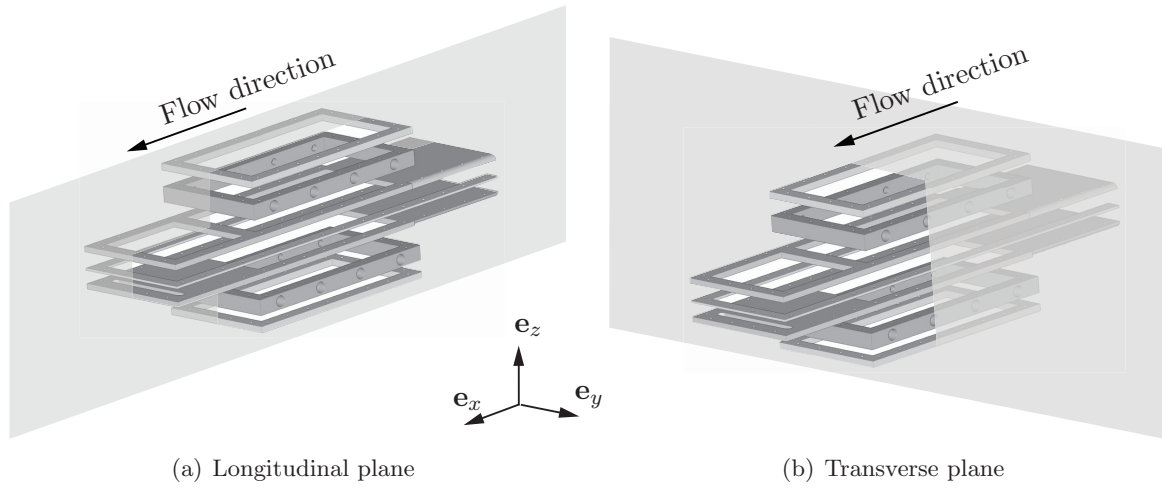 Flow direction
Flow direction
e_z
e_x
e_y
(a) Longitudinal plane
(b) Transverse plane